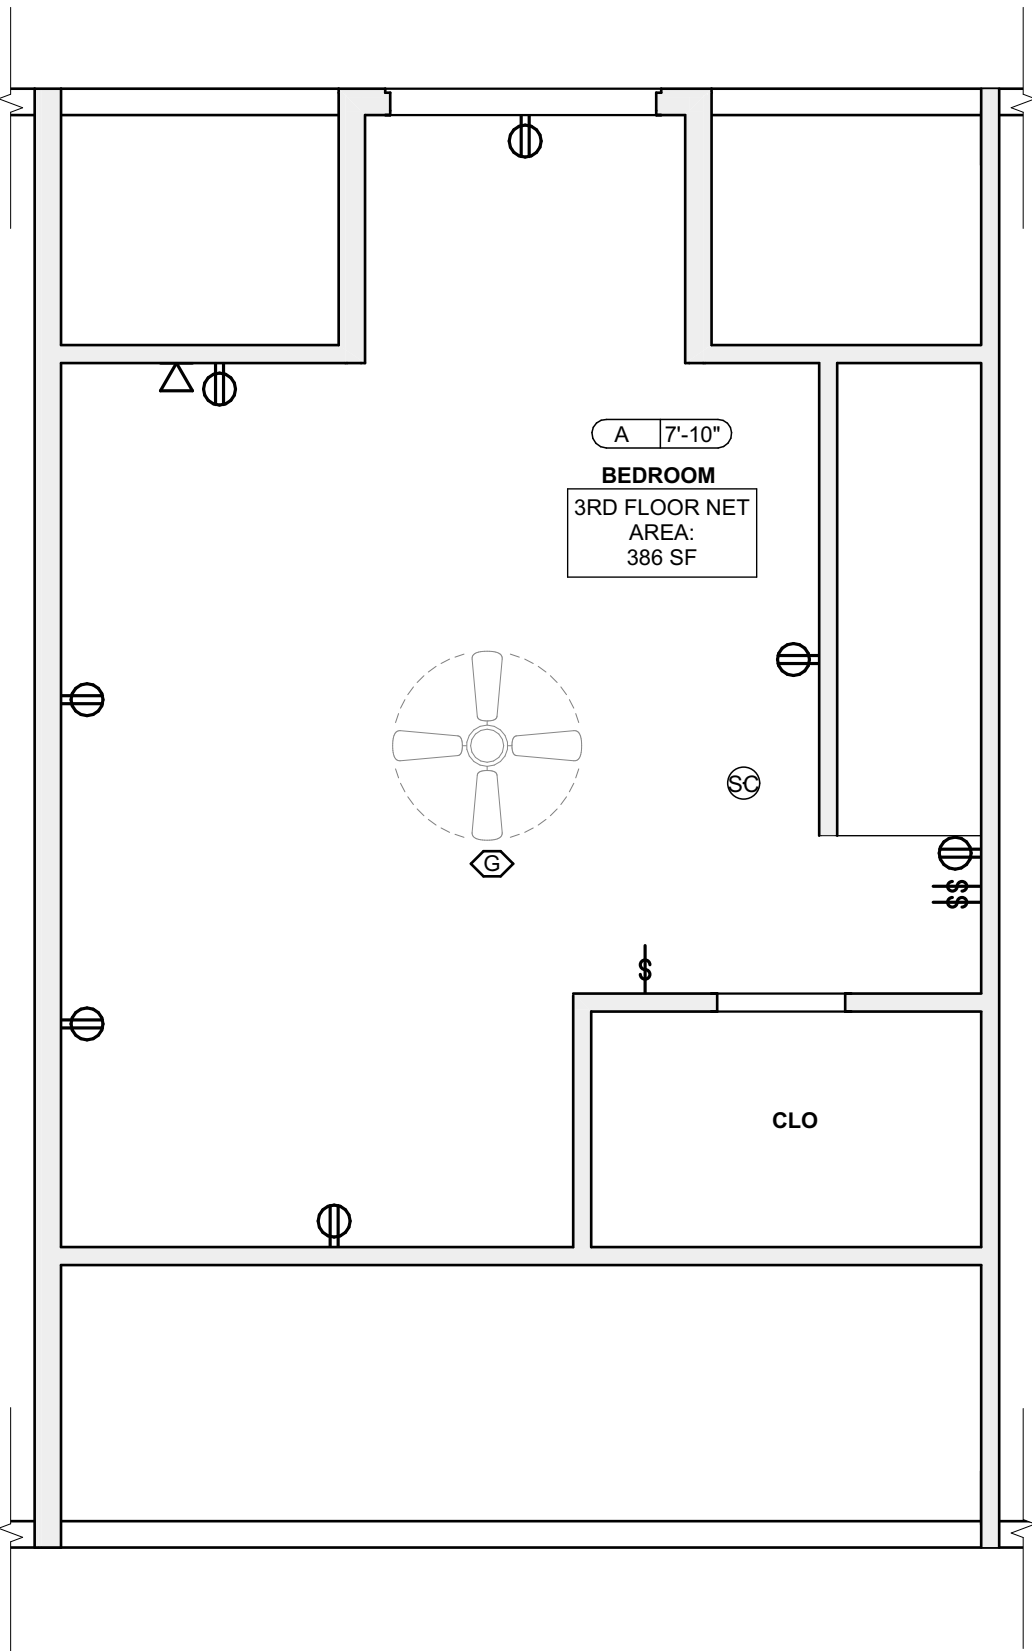 A 7'-10"
BEDROOM
3RD FLOOR NET
AREA:
386 SF
SC
G
S
S
S
CLO